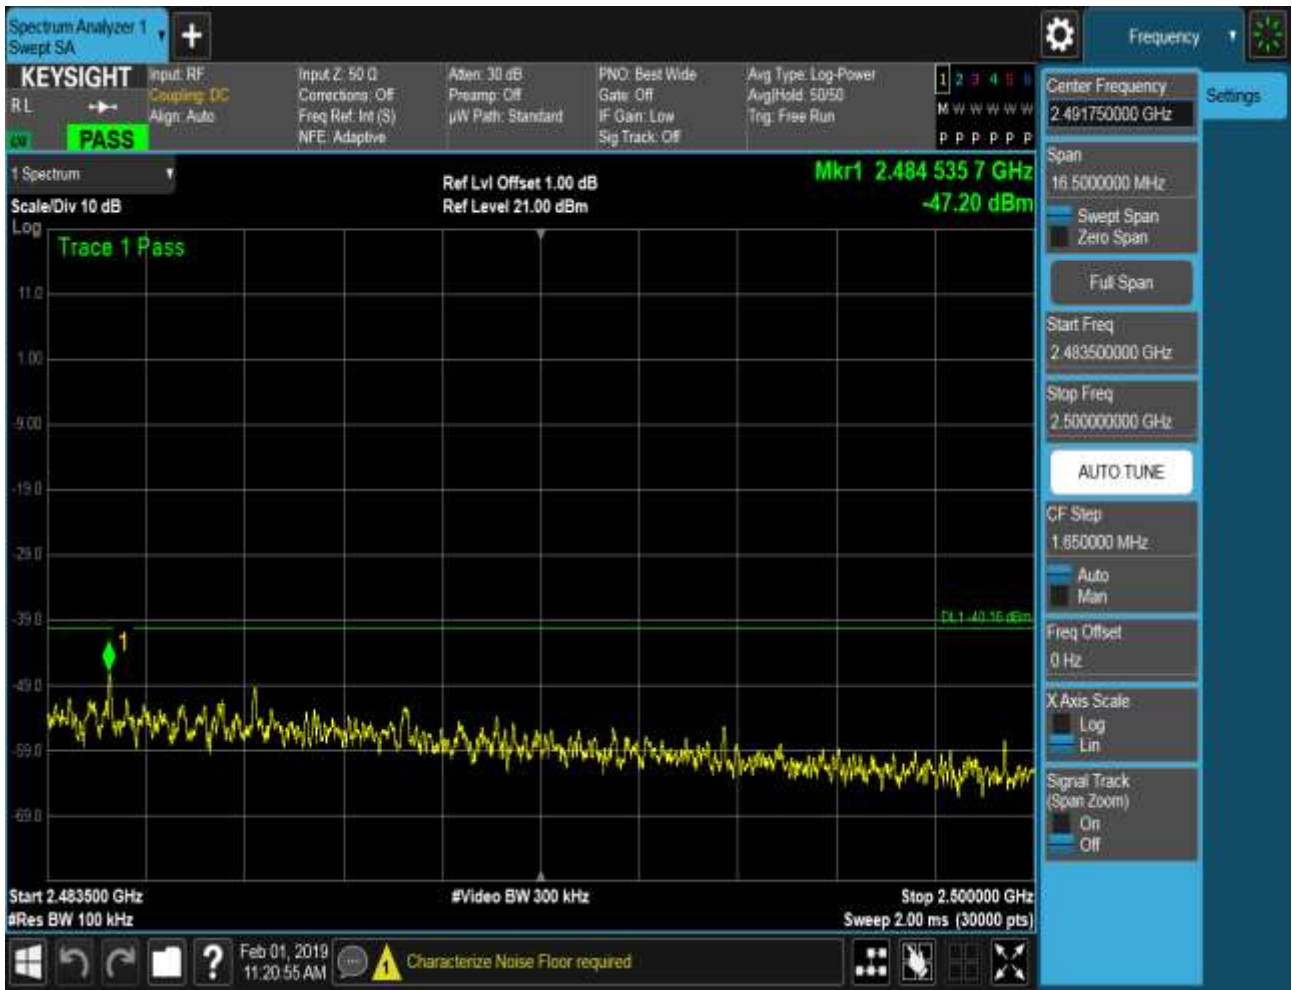 Spectrum Analyzer 1
Swept SA
+
Frequency
KEYSIGHT
R L
PASS
Input: RF
Coupling: DC
Align: Auto
Input Z: 50 Ω
Corrections: Off
Freq Ref: Int (S)
NFE: Adaptive
Atten: 30 dB
Preamp: Off
µW Path: Standard
PNO: Best Wide
Gate: Off
IF Gain: Low
Sig Track: Off
Avg Type: Log-Power
Avg|Hold: 50/50
Trig: Free Run
1 2 3 4 5 6
M W W W W W
P P P P P P
1 Spectrum
Scale/Div 10 dB
Log
Ref Lvl Offset 1.00 dB
Ref Level 21.00 dBm
Mkr1 2.484 535 7 GHz
-47.20 dBm
Trace 1 Pass
11.0
1.00
-9.00
-19.0
-29.0
-39.0
-49.0
-59.0
-69.0
DL1 -40.16 dBm
1
Start 2.483500 GHz
#Res BW 100 kHz
#Video BW 300 kHz
Stop 2.500000 GHz
Sweep 2.00 ms (30000 pts)
Center Frequency
2.491750000 GHz
Settings
Span
16.5000000 MHz
Swept Span
Zero Span
Full Span
Start Freq
2.483500000 GHz
Stop Freq
2.500000000 GHz
AUTO TUNE
CF Step
1.650000 MHz
Auto
Man
Freq Offset
0 Hz
X Axis Scale
Log
Lin
Signal Track
(Span Zoom)
On
Off
?
Feb 01, 2019
11:20:55 AM
1
Characterize Noise Floor required